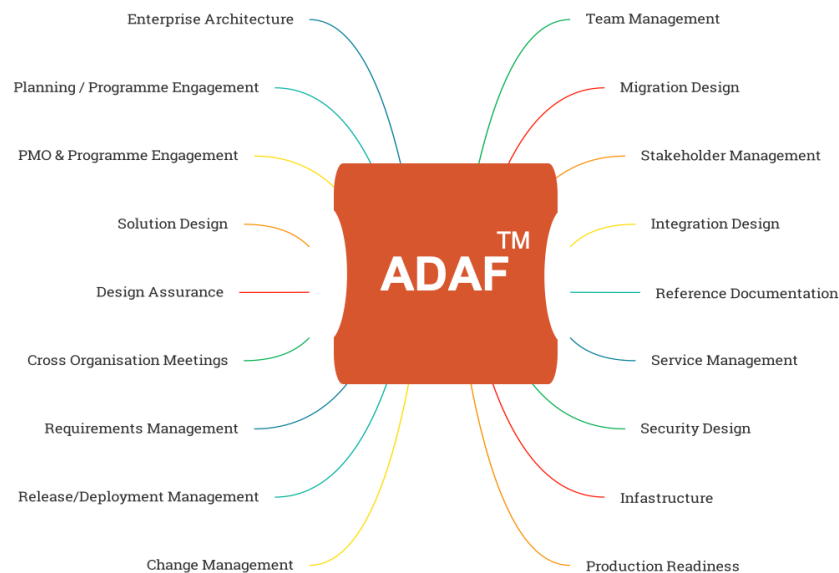 Enterprise Architecture
Team Management
Planning / Programme Engagement
Migration Design
PMO & Programme Engagement
Stakeholder Management
Solution Design
Integration Design
ADAF™
Design Assurance
Reference Documentation
Cross Organisation Meetings
Service Management
Requirements Management
Security Design
Release/Deployment Management
Infastructure
Change Management
Production Readiness